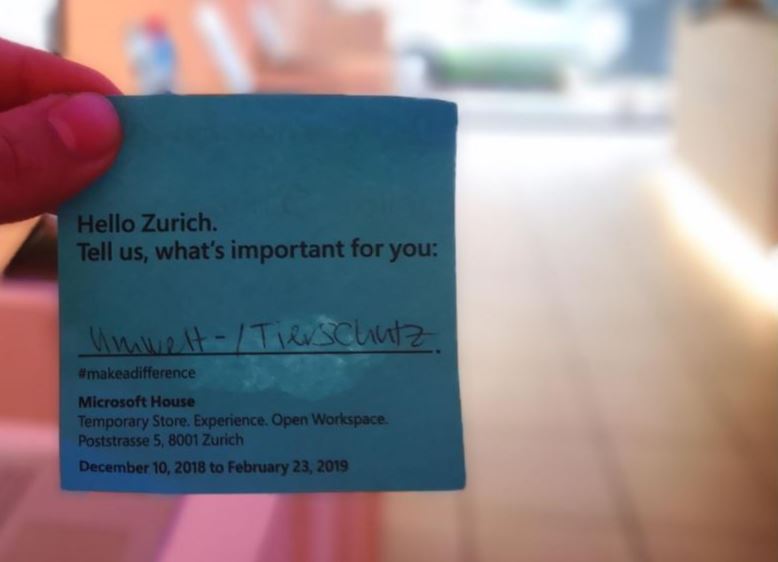 Hello Zurich.
Tell us, what's important for you:
Umwelt-/Tierschutz.
#makeadifference
Microsoft House
Temporary Store. Experience. Open Workspace.
Poststrasse 5, 8001 Zurich
December 10, 2018 to February 23, 2019